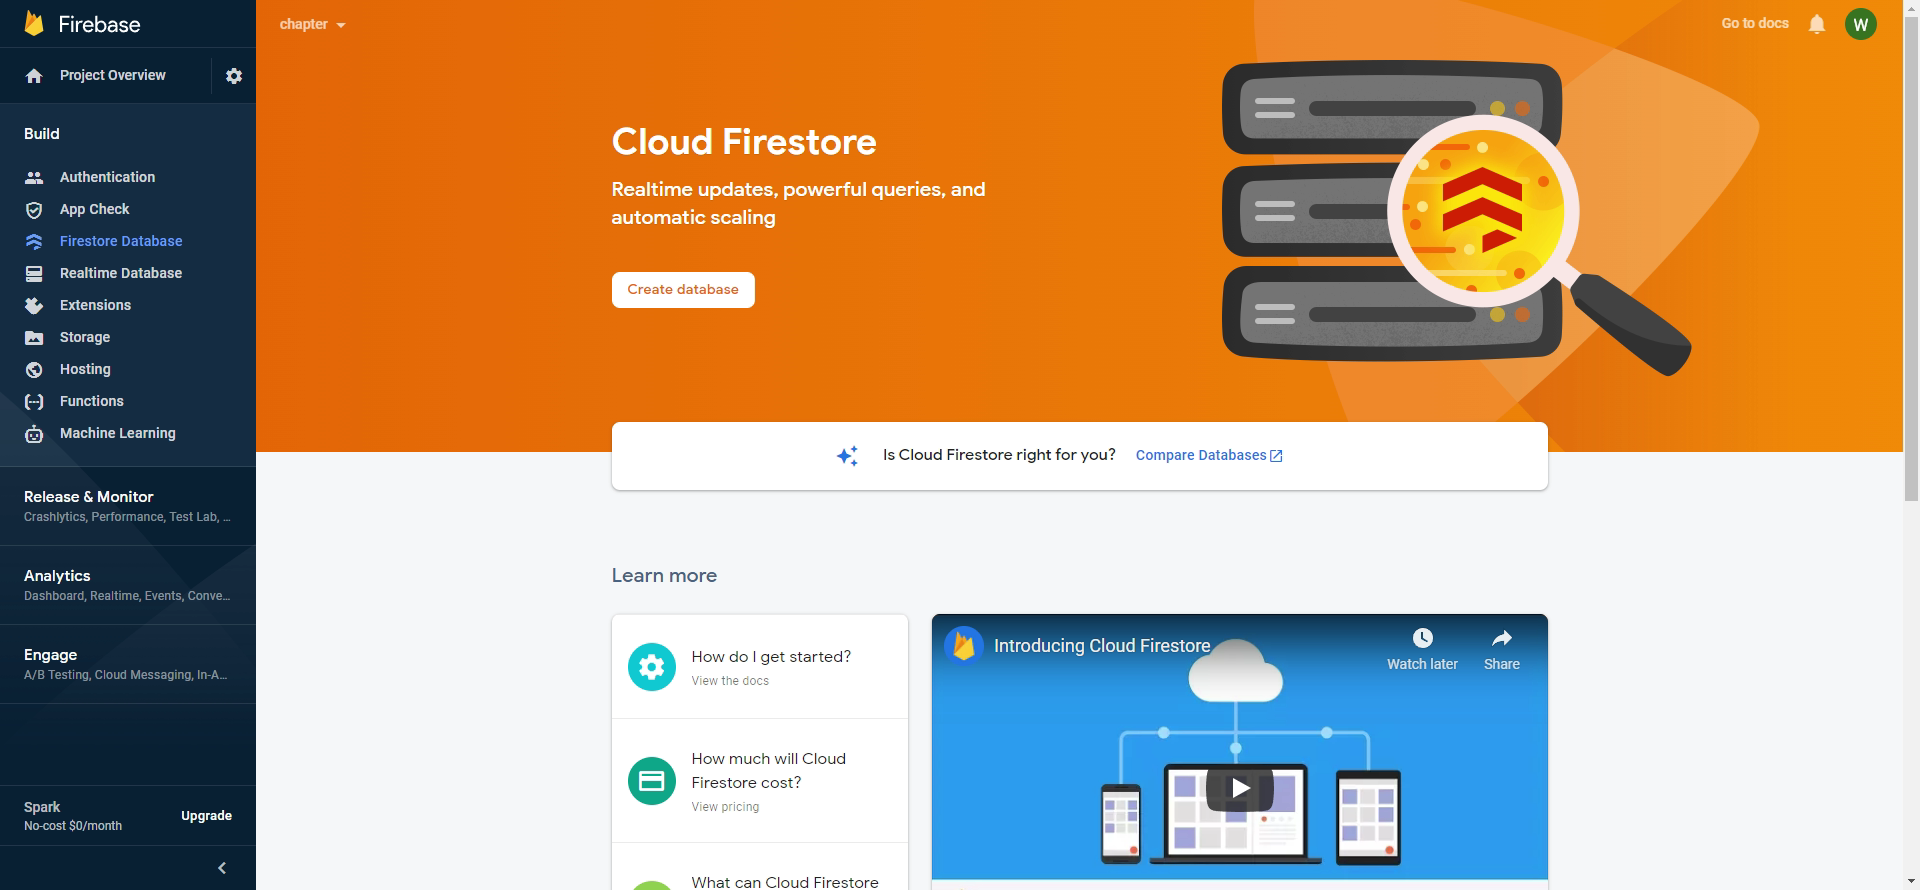 Firebase
Project Overview
Build
Authentication
App Check
Firestore Database
Realtime Database
Extensions
Storage
Hosting
Functions
Machine Learning
Release & Monitor
Crashlytics, Performance, Test Lab, ...
Analytics
Dashboard, Realtime, Events, Conve...
Engage
A/B Testing, Cloud Messaging, In-A...
Spark
No-cost $0/month
Upgrade
chapter
Go to docs
W
Cloud Firestore
Realtime updates, powerful queries, and
automatic scaling
Create database
Is Cloud Firestore right for you? Compare Databases
Learn more
How do I get started?
View the docs
How much will Cloud
Firestore cost?
View pricing
What can Cloud Firestore
Introducing Cloud Firestore
Watch later
Share